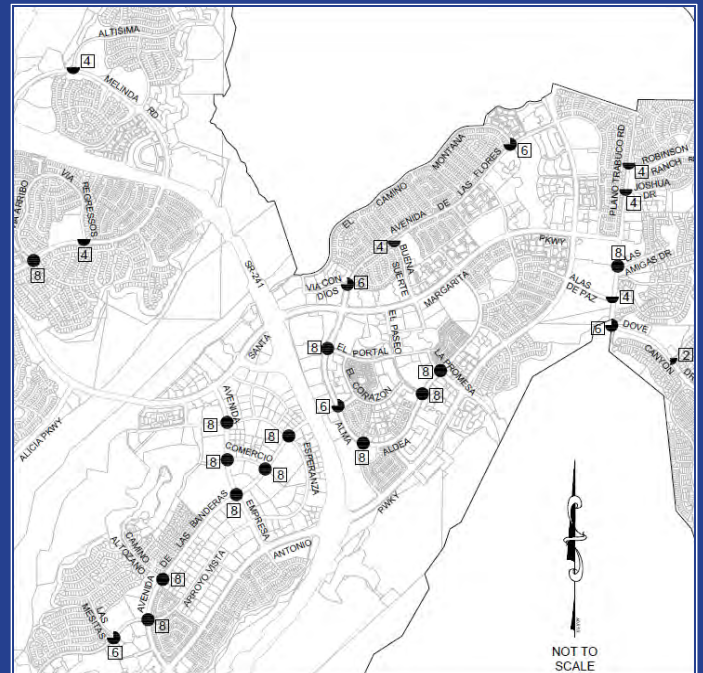 ALTISIMA
4
MELINDA RD
VIA REGRESSOS
4
VIA ARRIBO
8
SR-241
EL CAMINO MONTANA
AVENIDA DE LAS FLORES
6
PLANO TRABUCO RD
ROBINSON
RANCH RD
4
JOSHUA
DR
4
PKWY
8
LAS
AMIGAS DR
4
BUENA
SUERTE
VIA CON
DIOS
6
MARGARITA
ALAS
DE PAZ
4
6
DOVE
CANYON
DR
2
SANTA
8
EL PORTAL
EL PASEO
LA PROMESA
8
EL CORAZON
8
6
ALMA
ALDEA
8
ALICIA PKWY
AVENIDA
8
8
COMERCIO
8
8
ESPERANZA
PWKY
8
EMPRESA
ANTONIO
CAMINO
ALTOZANO
AVENIDA DE LAS BANDERAS
8
ARROYO VISTA
LAS
MESITAS
8
6
NOT TO
SCALE